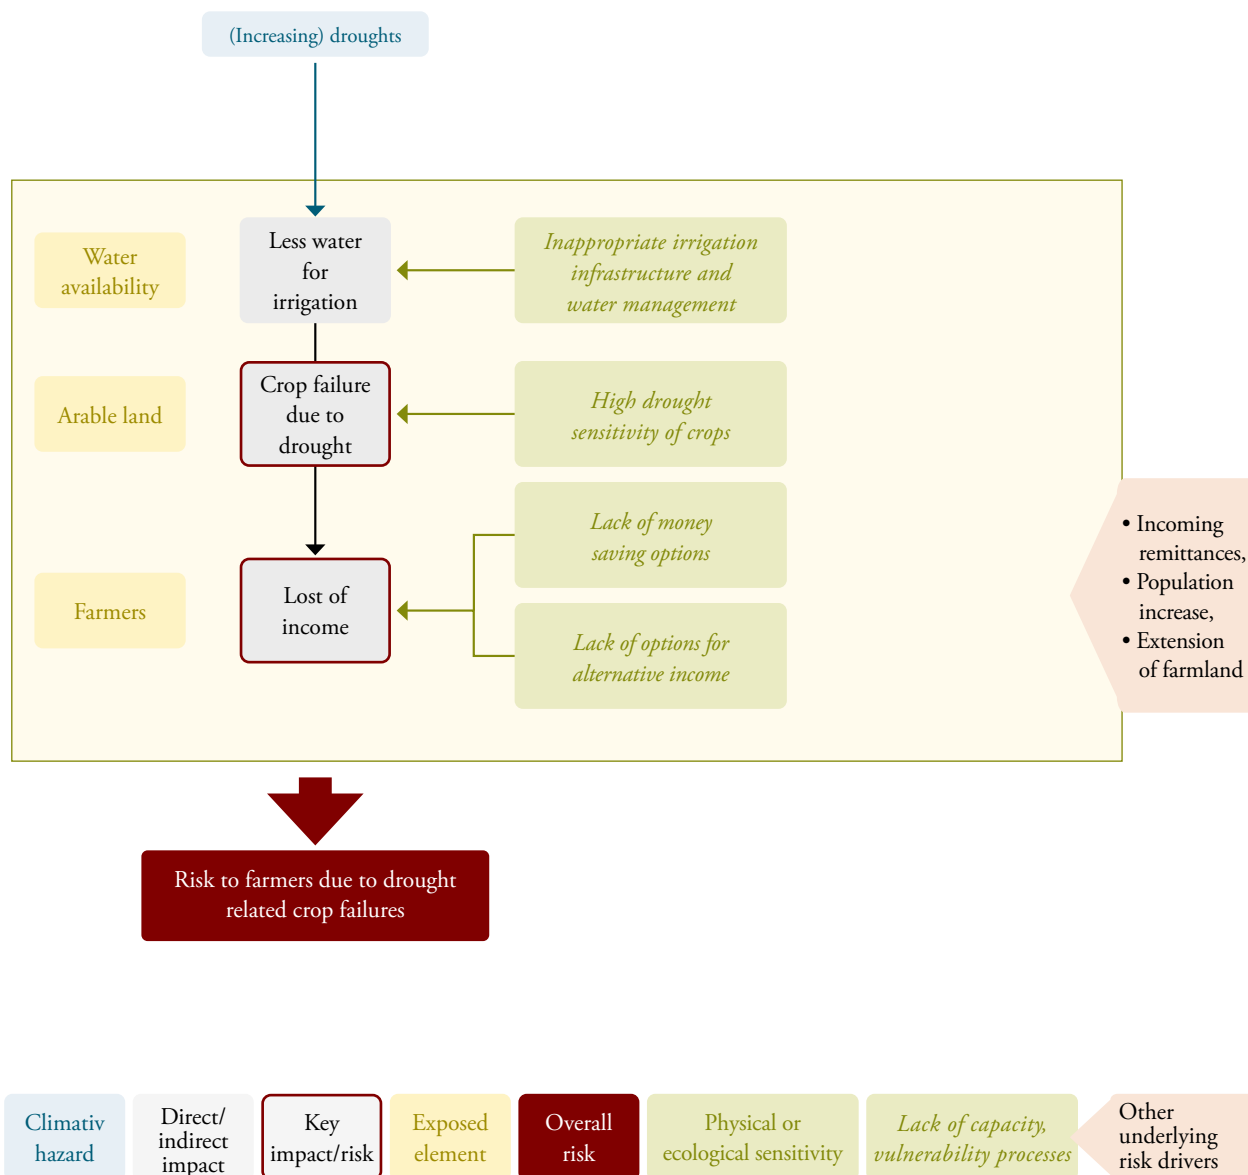 (Increasing) droughts
Water
availability
Less water
for
irrigation
Inappropriate irrigation
infrastructure and
water management
Arable land
Crop failure
due to
drought
High drought
sensitivity of crops
Lack of money
saving options
Farmers
Lost of
income
Lack of options for
alternative income
• Incoming
remittances,
• Population
increase,
• Extension
of farmland
Risk to farmers due to drought
related crop failures
Climativ
hazard
Direct/
indirect
impact
Key
impact/risk
Exposed
element
Overall
risk
Physical or
ecological sensitivity
Lack of capacity,
vulnerability processes
Other
underlying
risk drivers